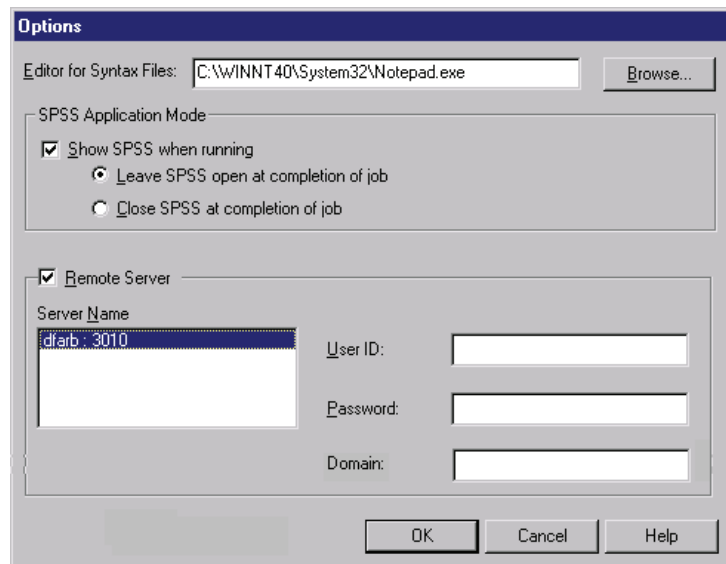 Options
Editor for Syntax Files: C:\WINNT40\System32\Notepad.exe Browse...
SPSS Application Mode
Show SPSS when running
Leave SPSS open at completion of job
Close SPSS at completion of job
Remote Server
Server Name
dfarb : 3010
User ID:
Password:
Domain:
OK Cancel Help